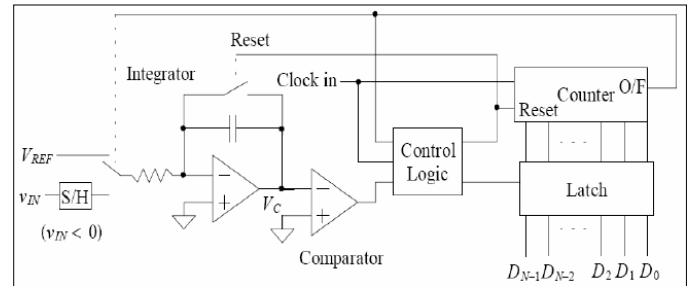 Reset
Integrator
Clock in
Counter
O/F
Reset
V_REF
Control
Logic
Latch
v_IN
S/H
V_C
(v_IN < 0)
Comparator
D_N–1 D_N–2 D_2 D_1 D_0